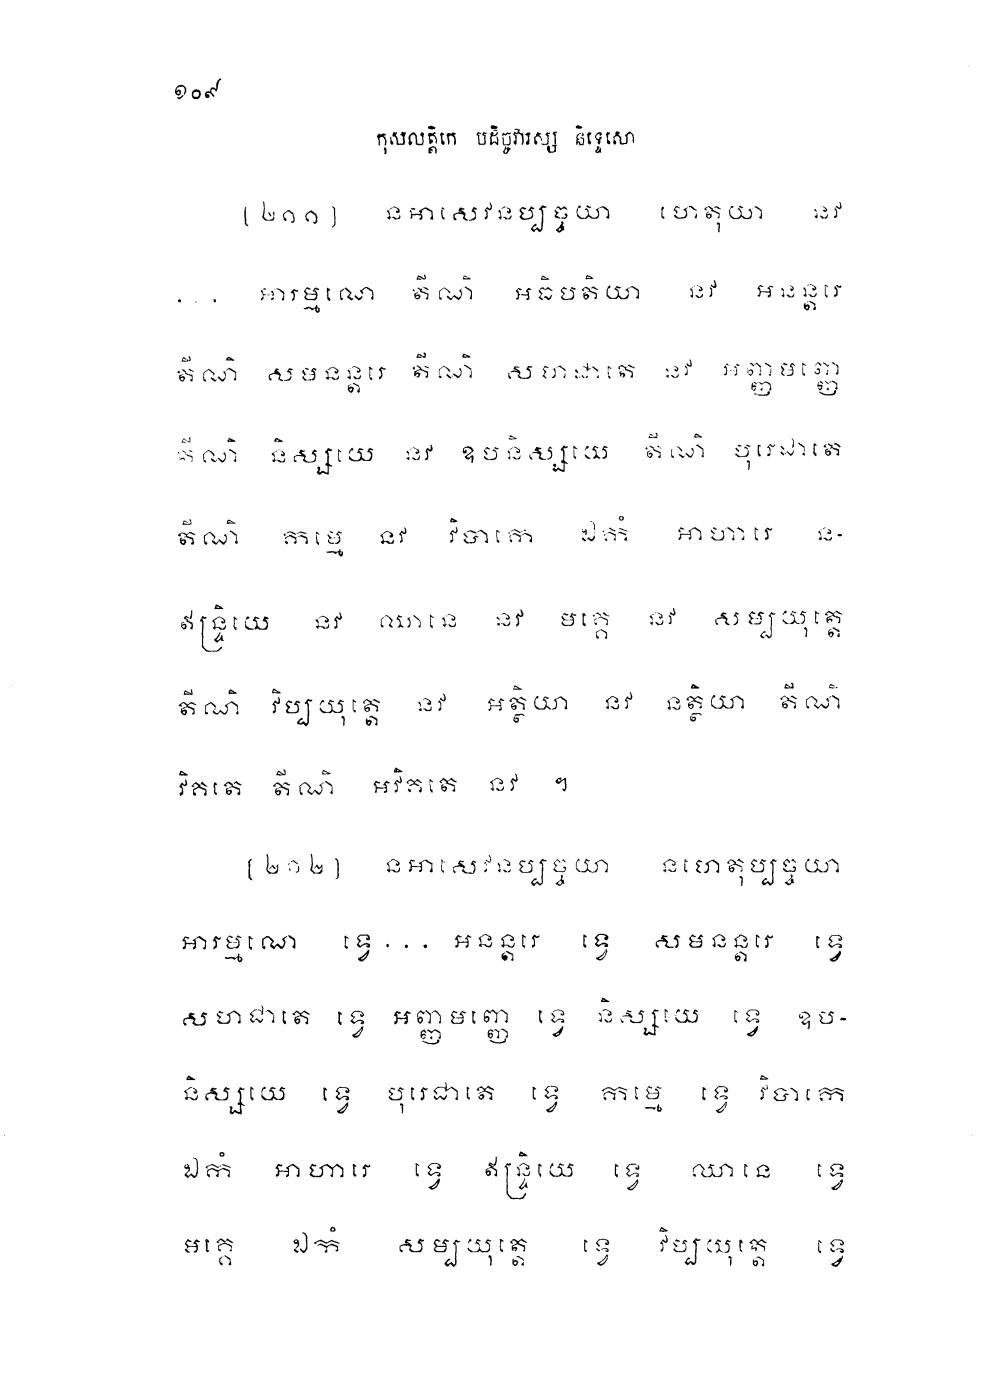 ១០៩
កុសលត្តិកេ បដិច្ចវារស្ស និទ្ទេសោ
(២១១) នអាសេវនប្បច្ចយា ហេតុយា នវ
... អារម្មណេ តីណិ អធិបតិយា នវ អនន្តរេ
តីណិ សមនន្តរេ តីណិ សហជាតេ នវ អញ្ញមញ្ញេ
តីណិ និស្សយេ នវ ឧបនិស្សយេ តីណិ បុរេជាតេ
តីណិ កម្មេ នវ វិបាកេ ឯកំ អាហារេ ន-
ឥន្ទ្រិយេ នវ ឈានេ នវ មគ្គេ នវ សម្បយុត្តេ
តីណិ វិប្បយុត្តេ នវ អត្ថិយា នវ នត្ថិយា តីណិ
វិគតេ តីណិ អវិគតេ នវ ។
(២១២) នអាសេវនប្បច្ចយា នហេតុប្បច្ចយា
អារម្មណេ ទ្វេ... អនន្តរេ ទ្វេ សមនន្តរេ ទ្វេ
សហជាតេ ទ្វេ អញ្ញមញ្ញេ ទ្វេ និស្សយេ ទ្វេ ឧប-
និស្សយេ ទ្វេ បុរេជាតេ ទ្វេ កម្មេ ទ្វេ វិបាកេ
ឯកំ អាហារេ ទ្វេ ឥន្ទ្រិយេ ទ្វេ ឈានេ ទ្វេ
មគ្គេ ឯកំ សម្បយុត្តេ ទ្វេ វិប្បយុត្តេ ទ្វេ